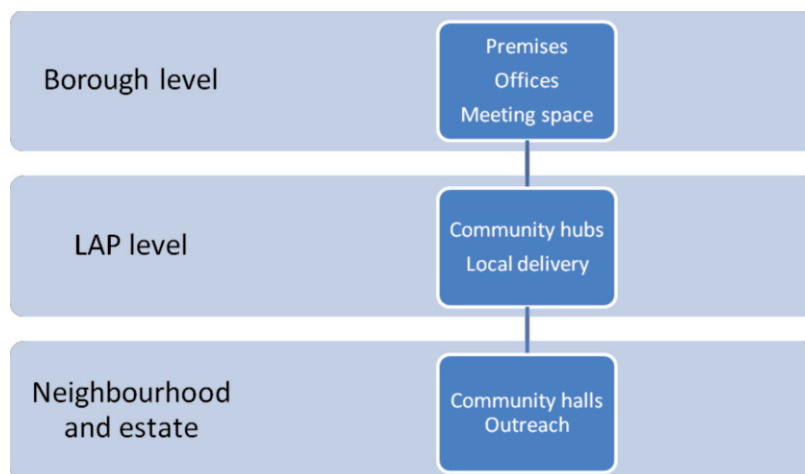 Borough level
Premises
Offices
Meeting space
LAP level
Community hubs
Local delivery
Neighbourhood
and estate
Community halls
Outreach